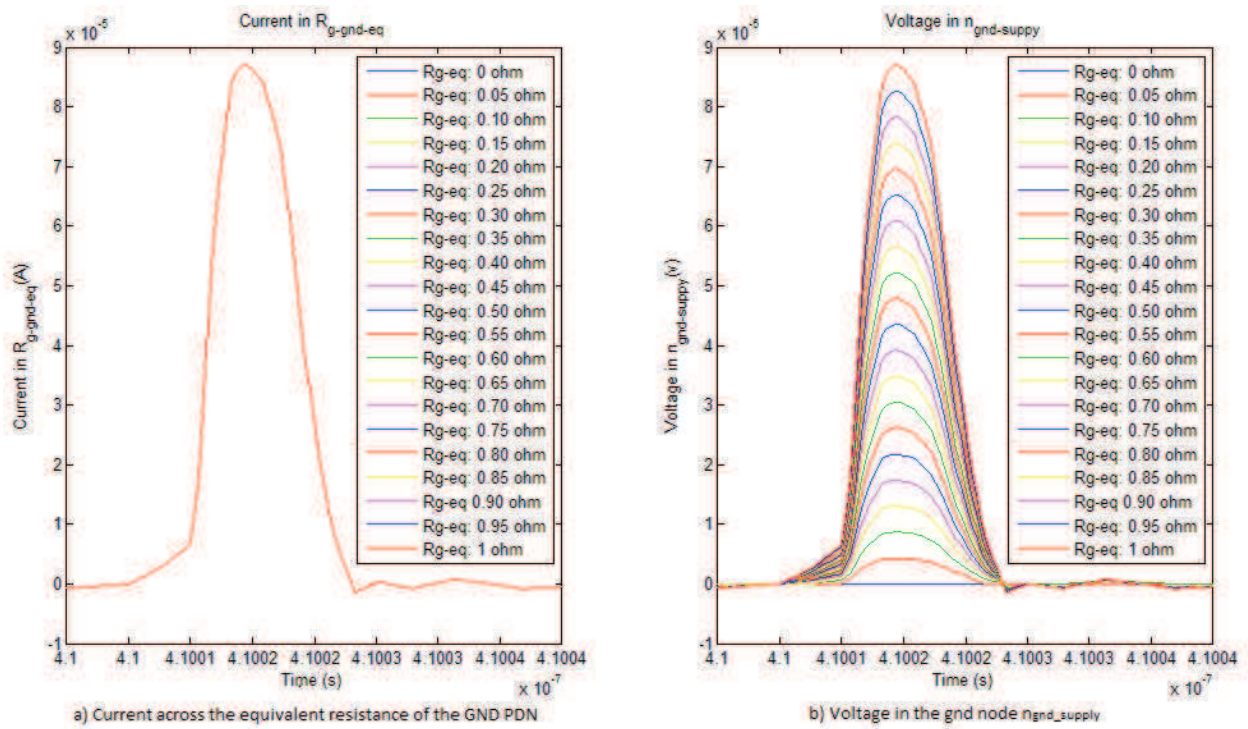 Current in Rg-gnd-eq
x 10-5
9
8
7
6
5
4
3
2
1
0
-1
Current in Rg-gnd-eq(A)
Rg-eq: 0 ohm
Rg-eq: 0.05 ohm
Rg-eq: 0.10 ohm
Rg-eq: 0.15 ohm
Rg-eq: 0.20 ohm
Rg-eq: 0.25 ohm
Rg-eq: 0.30 ohm
Rg-eq: 0.35 ohm
Rg-eq: 0.40 ohm
Rg-eq: 0.45 ohm
Rg-eq: 0.50 ohm
Rg-eq: 0.55 ohm
Rg-eq: 0.60 ohm
Rg-eq: 0.65 ohm
Rg-eq: 0.70 ohm
Rg-eq: 0.75 ohm
Rg-eq: 0.80 ohm
Rg-eq: 0.85 ohm
Rg-eq 0.90 ohm
Rg-eq: 0.95 ohm
Rg-eq: 1 ohm
4.1 4.1 4.1001 4.1002 4.1002 4.1003 4.1003 4.1004
Time (s)
x 10-7
a) Current across the equivalent resistance of the GND PDN
Voltage in ngnd-suppy
x 10-5
9
8
7
6
5
4
3
2
1
0
-1
Voltage in ngnd-suppy(v)
Rg-eq: 0 ohm
Rg-eq: 0.05 ohm
Rg-eq: 0.10 ohm
Rg-eq: 0.15 ohm
Rg-eq: 0.20 ohm
Rg-eq: 0.25 ohm
Rg-eq: 0.30 ohm
Rg-eq: 0.35 ohm
Rg-eq: 0.40 ohm
Rg-eq: 0.45 ohm
Rg-eq: 0.50 ohm
Rg-eq: 0.55 ohm
Rg-eq: 0.60 ohm
Rg-eq: 0.65 ohm
Rg-eq: 0.70 ohm
Rg-eq: 0.75 ohm
Rg-eq: 0.80 ohm
Rg-eq: 0.85 ohm
Rg-eq 0.90 ohm
Rg-eq: 0.95 ohm
Rg-eq: 1 ohm
4.1 4.1 4.1001 4.1002 4.1002 4.1003 4.1003 4.1004
Time (s)
x 10-7
b) Voltage in the gnd node ngnd_supply